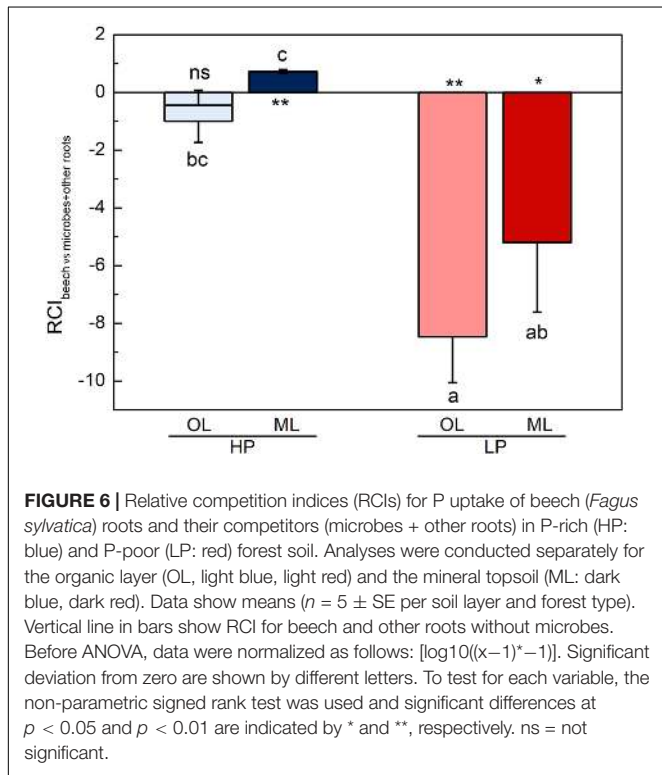 2
0
-2
-4
-6
-8
-10
RCI beech vs microbes+other roots
ns
c
**
bc
**
*
a
ab
OL
ML
OL
ML
HP
LP
FIGURE 6 | Relative competition indices (RCIs) for P uptake of beech (Fagus
sylvatica) roots and their competitors (microbes + other roots) in P-rich (HP:
blue) and P-poor (LP: red) forest soil. Analyses were conducted separately for
the organic layer (OL, light blue, light red) and the mineral topsoil (ML: dark
blue, dark red). Data show means (n = 5 ± SE per soil layer and forest type).
Vertical line in bars show RCI for beech and other roots without microbes.
Before ANOVA, data were normalized as follows: [log10((x−1)*−1)]. Significant
deviation from zero are shown by different letters. To test for each variable, the
non-parametric signed rank test was used and significant differences at
p < 0.05 and p < 0.01 are indicated by * and **, respectively. ns = not
significant.